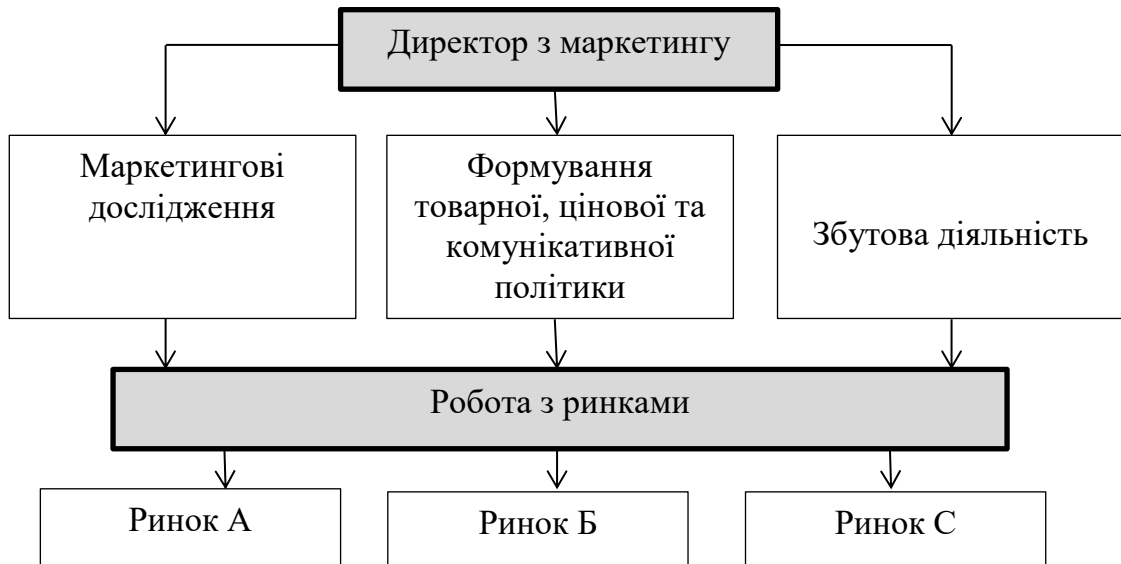 Директор з маркетингу
Маркетингові
дослідження
Формування
товарної, цінової та
комунікативної
політики
Збутова діяльність
Робота з ринками
Ринок А
Ринок Б
Ринок С